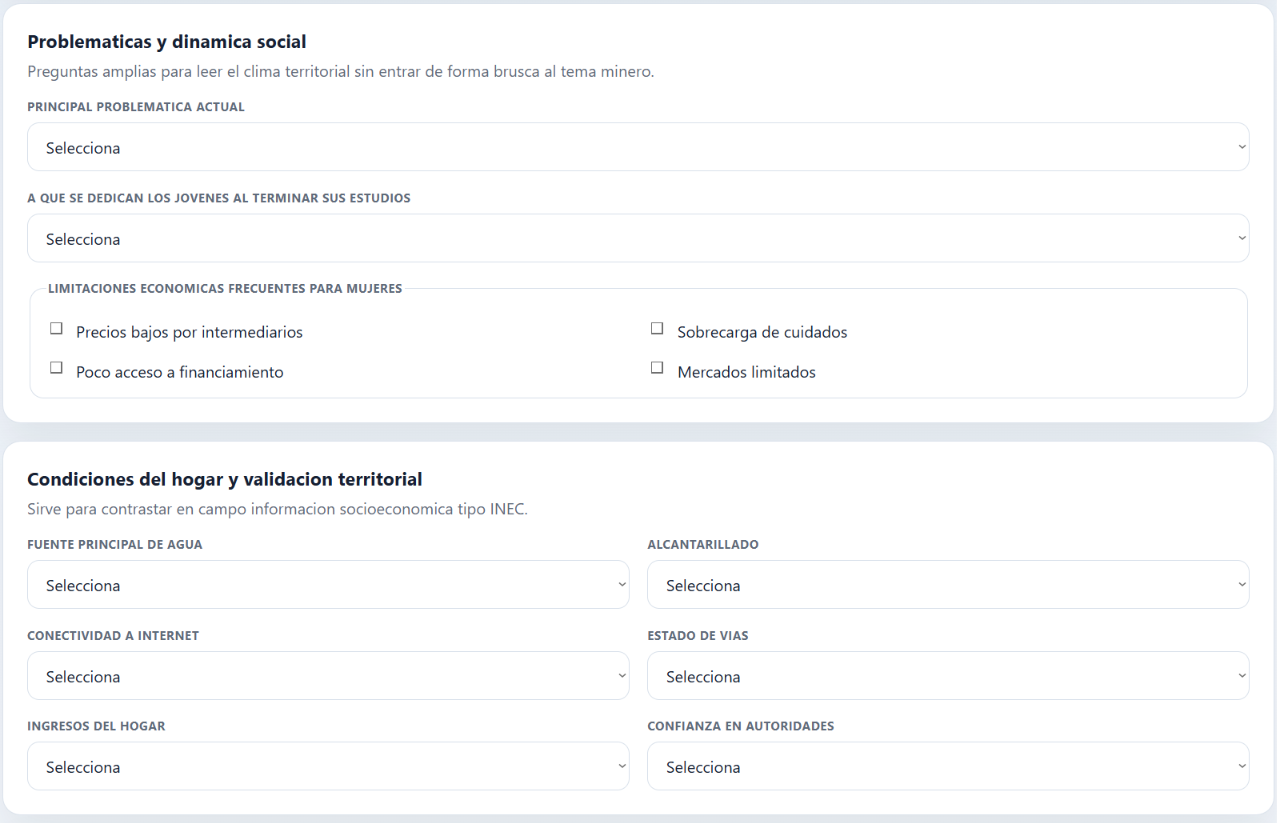 Problematicas y dinamica social
Preguntas amplias para leer el clima territorial sin entrar de forma brusca al tema minero.
PRINCIPAL PROBLEMATICA ACTUAL
Selecciona
A QUE SE DEDICAN LOS JOVENES AL TERMINAR SUS ESTUDIOS
Selecciona
LIMITACIONES ECONOMICAS FRECUENTES PARA MUJERES
Precios bajos por intermediarios
Sobrecarga de cuidados
Poco acceso a financiamiento
Mercados limitados
Condiciones del hogar y validacion territorial
Sirve para contrastar en campo informacion socioeconomica tipo INEC.
FUENTE PRINCIPAL DE AGUA
ALCANTARILLADO
Selecciona
Selecciona
CONECTIVIDAD A INTERNET
ESTADO DE VIAS
Selecciona
Selecciona
INGRESOS DEL HOGAR
CONFIANZA EN AUTORIDADES
Selecciona
Selecciona